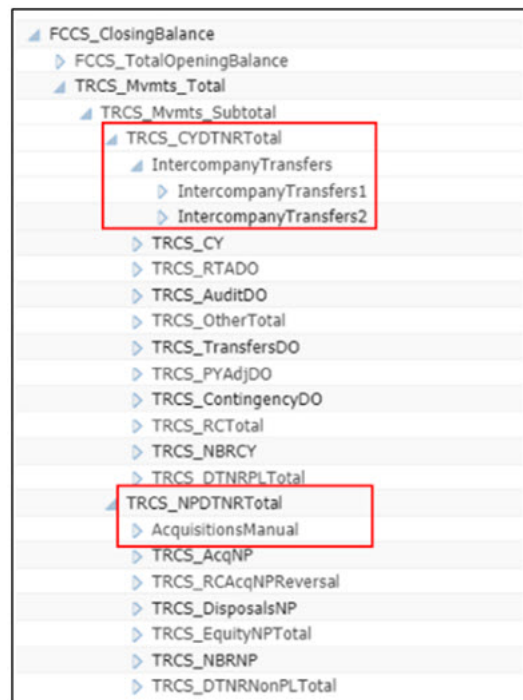 FCCS_ClosingBalance
FCCS_TotalOpeningBalance
TRCS_Mvmts_Total
TRCS_Mvmts_Subtotal
TRCS_CYDTNRTotal
IntercompanyTransfers
IntercompanyTransfers1
IntercompanyTransfers2
TRCS_CY
TRCS_RTADO
TRCS_AuditDO
TRCS_OtherTotal
TRCS_TransfersDO
TRCS_PYAdjDO
TRCS_ContingencyDO
TRCS_RCTotal
TRCS_NBRCY
TRCS_DTNRPLTotal
TRCS_NPDTNRTotal
AcquisitionsManual
TRCS_AcqNP
TRCS_RCAcqNPReversal
TRCS_DisposalsNP
TRCS_EquityNPTotal
TRCS_NBRNP
TRCS_DTNRNonPLTotal